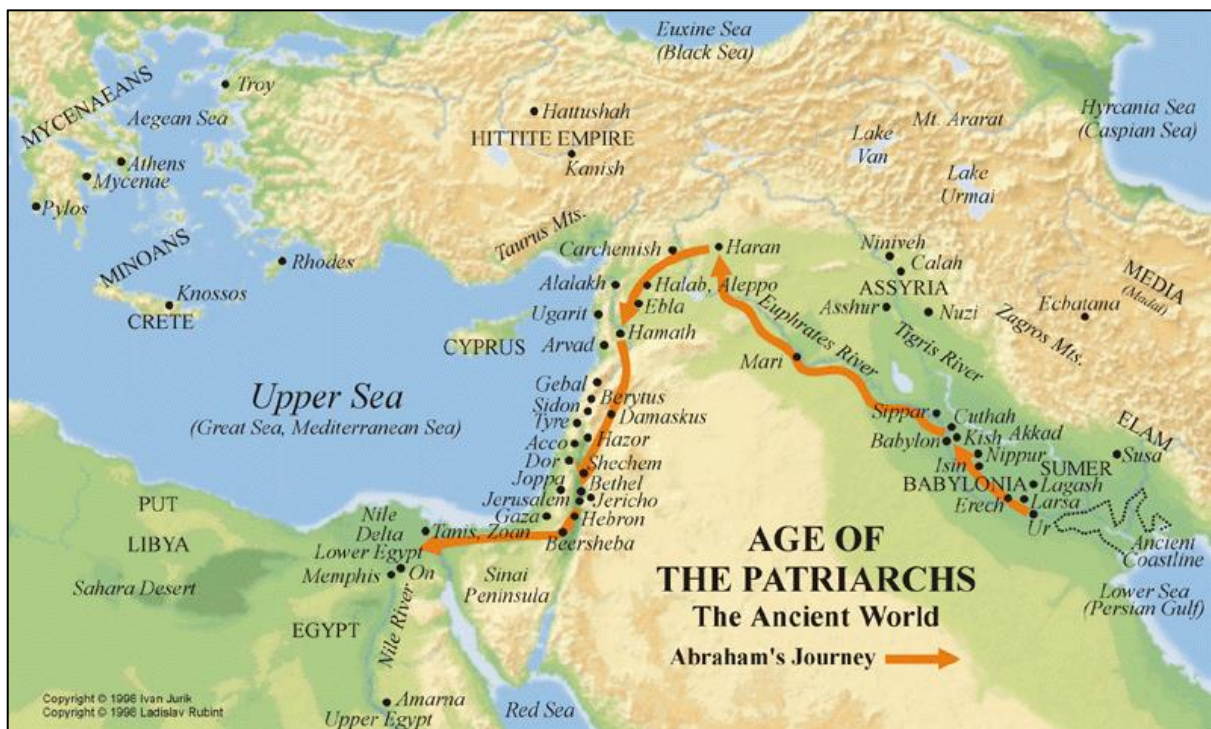 Euxine Sea
(Black Sea)
MYCENAEANS
Troy
Aegean Sea
Athens
Mycenae
Pylos
MINOANS
Rhodes
Knossos
CRETE
Hattushah
HITTITE EMPIRE
Kanish
Taurus Mts.
Lake
Van
Mt. Ararat
Lake
Urmai
Hyrcania Sea
(Caspian Sea)
Carchemish
Haran
Alalakh
Halab, Aleppo
Ebla
Ugarit
Hamath
CYPRUS
Arvad
Niniveh
Calah
ASSYRIA
Asshur
Nuzi
MEDIA
(Madai)
Ecbatana
Zagros Mts.
Euphrates River
Tigris River
Mari
Upper Sea
(Great Sea, Mediterranean Sea)
Gebal
Berytus
Sidon
Damaskus
Tyre
Acco
Hazor
Dor
Shechem
Joppa
Bethel
Jerusalem
Jericho
Gaza
Hebron
Beersheba
Sippar
Cuthah
Babylon
Kish
Akkad
Nippur
Isin
SUMER
BABYLONIA
Lagash
Erech
Larsa
Ur
ELAM
Susa
Ancient
Coastline
Lower Sea
(Persian Gulf)
PUT
LIBYA
Sahara Desert
Nile
Delta
Tanis, Zoan
Lower Egypt
Memphis
On
Sinai
Peninsula
EGYPT
Nile River
Amarna
Upper Egypt
Red Sea
AGE OF
THE PATRIARCHS
The Ancient World
Abraham's Journey
Copyright © 1996 Ivan Jurik
Copyright © 1996 Ladislav Rubint